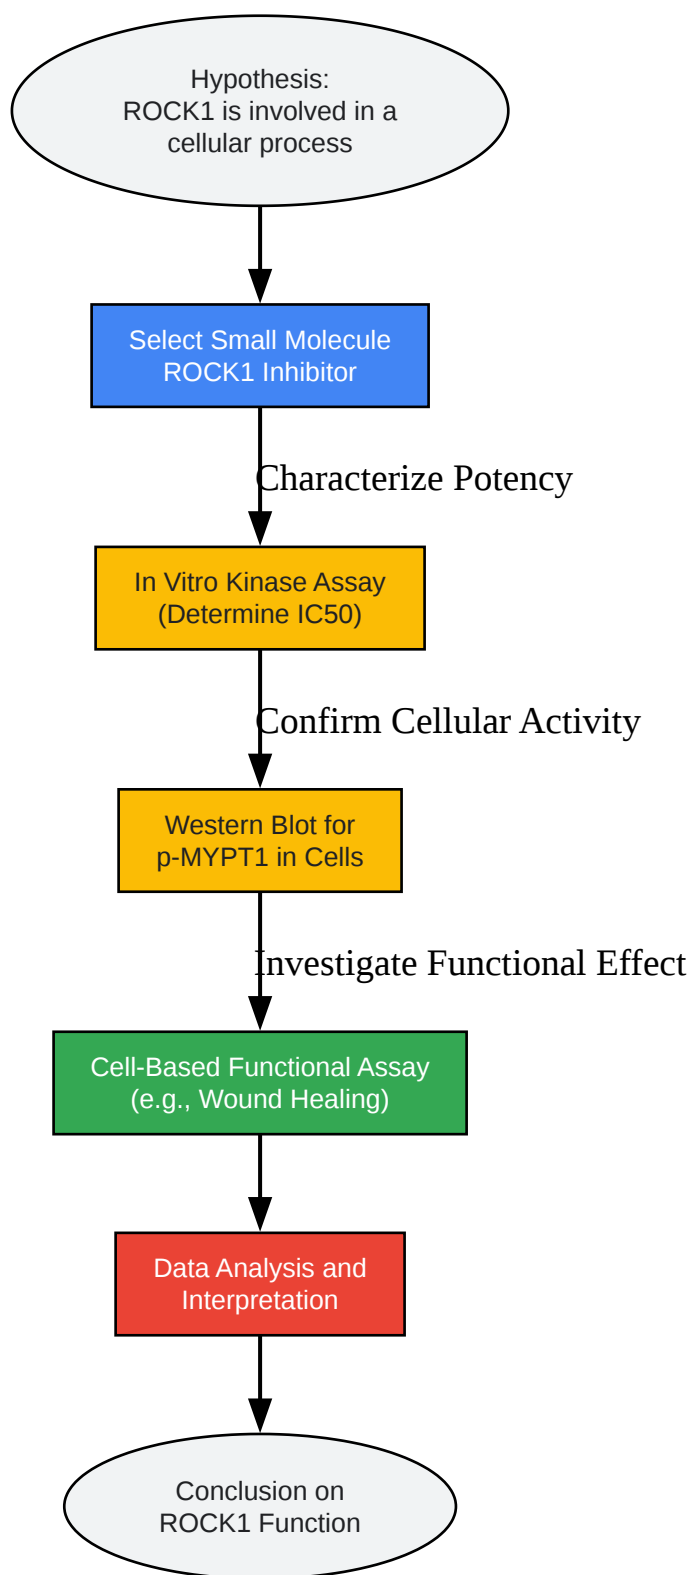 Hypothesis:
ROCK1 is involved in a
cellular process
Select Small Molecule
ROCK1 Inhibitor
Characterize Potency
In Vitro Kinase Assay
(Determine IC50)
Confirm Cellular Activity
Western Blot for
p-MYPT1 in Cells
Investigate Functional Effect
Cell-Based Functional Assay
(e.g., Wound Healing)
Data Analysis and
Interpretation
Conclusion on
ROCK1 Function